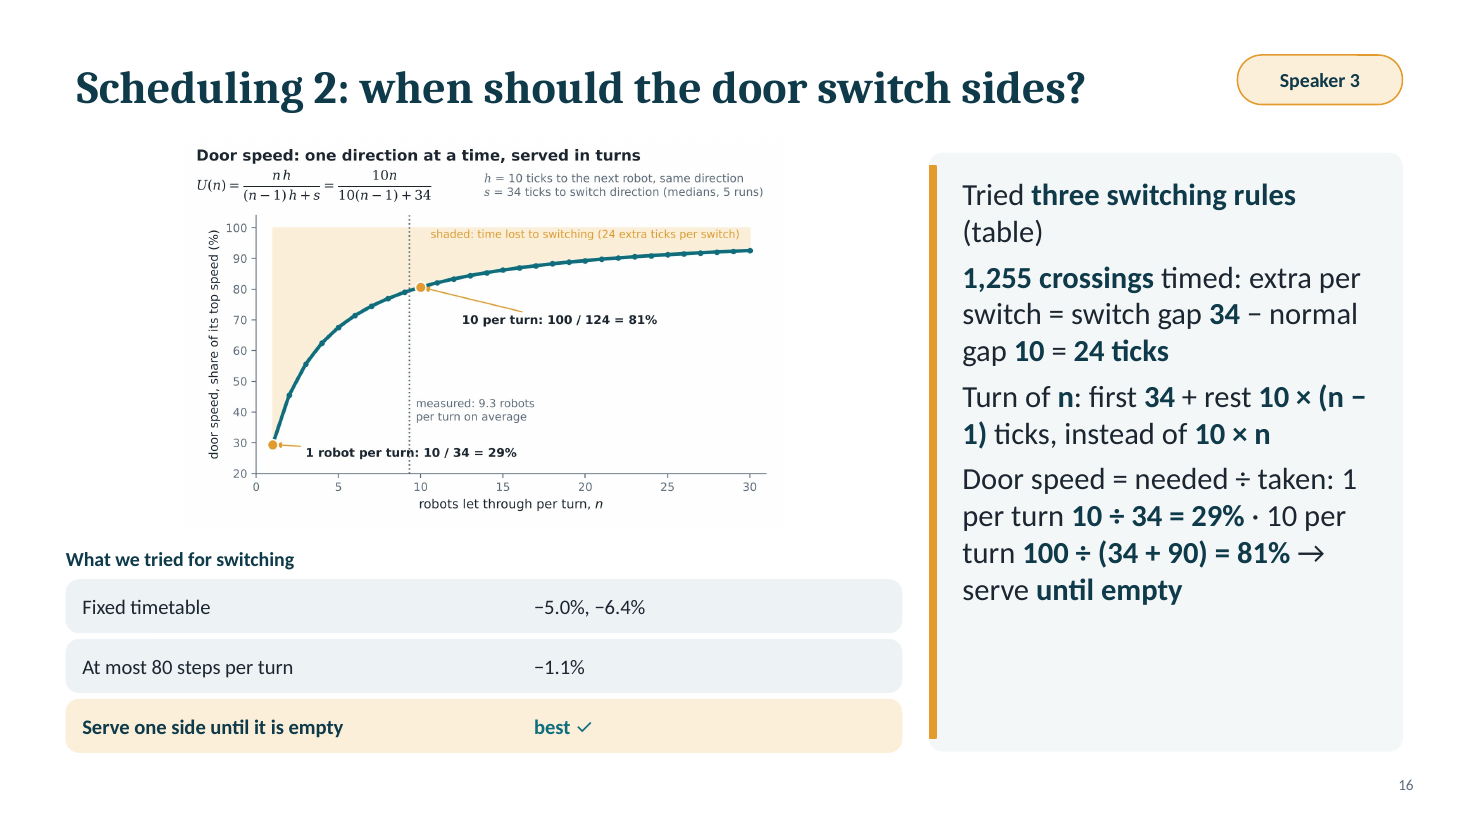 Scheduling 2: when should the door switch sides?
Speaker 3
Door speed: one direction at a time, served in turns
U(n) = n h / ((n − 1) h + s) = 10n / (10(n − 1) + 34)
h = 10 ticks to the next robot, same direction
s = 34 ticks to switch direction (medians, 5 runs)
shaded: time lost to switching (24 extra ticks per switch)
door speed, share of its top speed (%)
100
90
80
70
60
50
40
30
20
10 per turn: 100 / 124 = 81%
measured: 9.3 robots
per turn on average
1 robot per turn: 10 / 34 = 29%
0 5 10 15 20 25 30
robots let through per turn, n
What we tried for switching
Fixed timetable −5.0%, −6.4%
At most 80 steps per turn −1.1%
Serve one side until it is empty best ✓
Tried three switching rules
(table)
1,255 crossings timed: extra per
switch = switch gap 34 − normal
gap 10 = 24 ticks
Turn of n: first 34 + rest 10 × (n −
1) ticks, instead of 10 × n
Door speed = needed ÷ taken: 1
per turn 10 ÷ 34 = 29% · 10 per
turn 100 ÷ (34 + 90) = 81% →
serve until empty
16